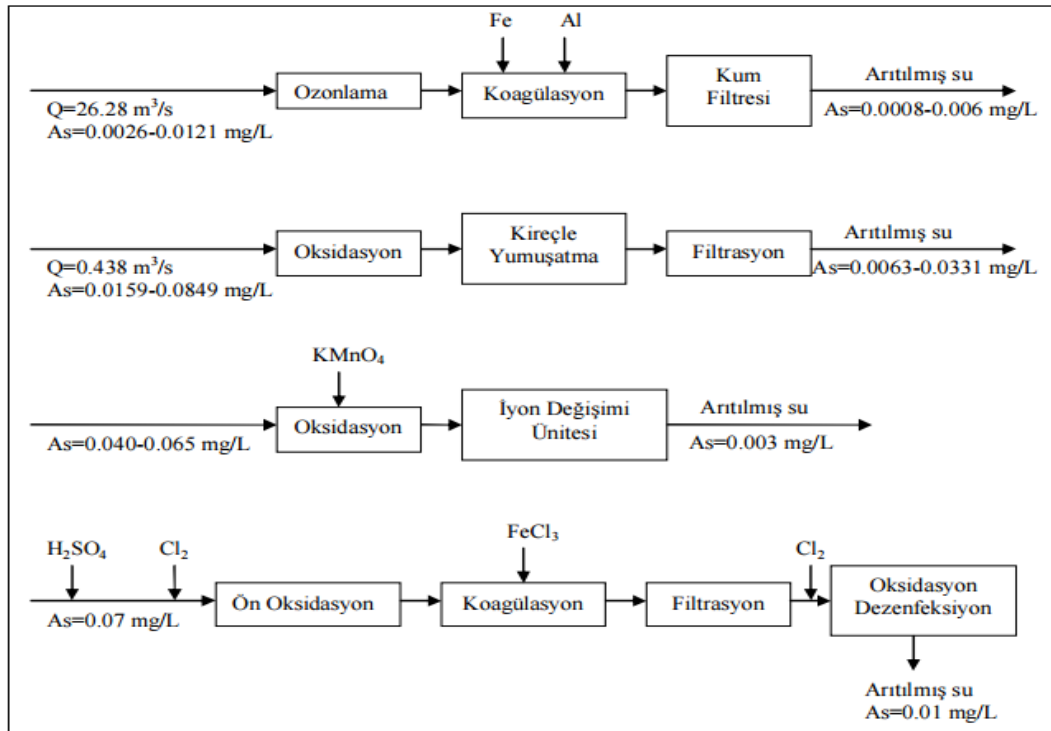 Fe Al
Ozonlama
Koagülasyon
Kum
Filtresi
Arıtılmış su
Q=26.28 m³/s
As=0.0026-0.0121 mg/L
As=0.0008-0.006 mg/L
Oksidasyon
Kireçle
Yumuşatma
Filtrasyon
Arıtılmış su
Q=0.438 m³/s
As=0.0159-0.0849 mg/L
As=0.0063-0.0331 mg/L
KMnO₄
Oksidasyon
İyon Değişimi
Ünitesi
Arıtılmış su
As=0.040-0.065 mg/L
As=0.003 mg/L
H₂SO₄
Cl₂
FeCl₃
Cl₂
As=0.07 mg/L
Ön Oksidasyon
Koagülasyon
Filtrasyon
Oksidasyon
Dezenfeksiyon
Arıtılmış su
As=0.01 mg/L